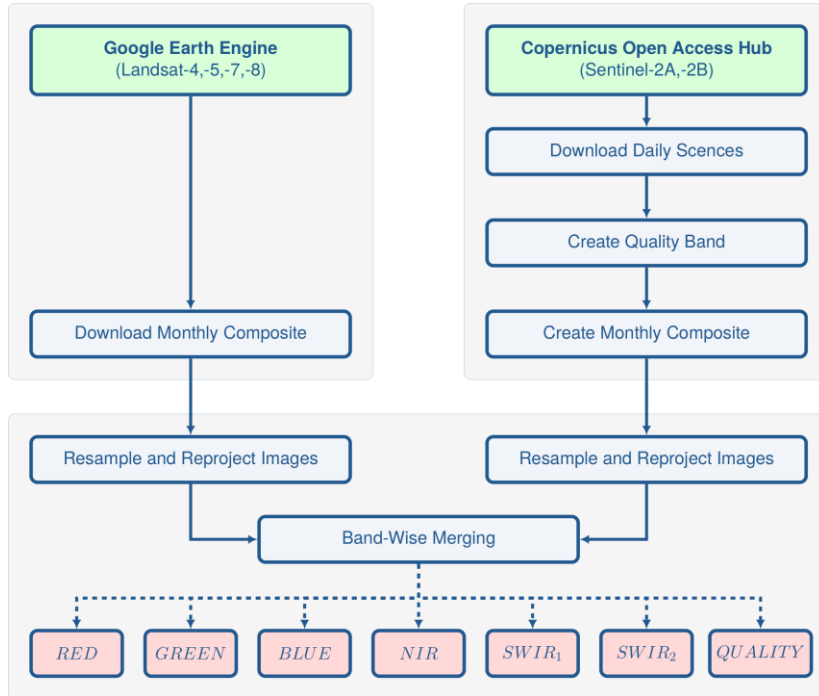 Google Earth Engine
(Landsat-4,-5,-7,-8)
Download Monthly Composite
Copernicus Open Access Hub
(Sentinel-2A,-2B)
Download Daily Scences
Create Quality Band
Create Monthly Composite
Resample and Reproject Images
Resample and Reproject Images
Band-Wise Merging
RED
GREEN
BLUE
NIR
SWIR₁
SWIR₂
QUALITY